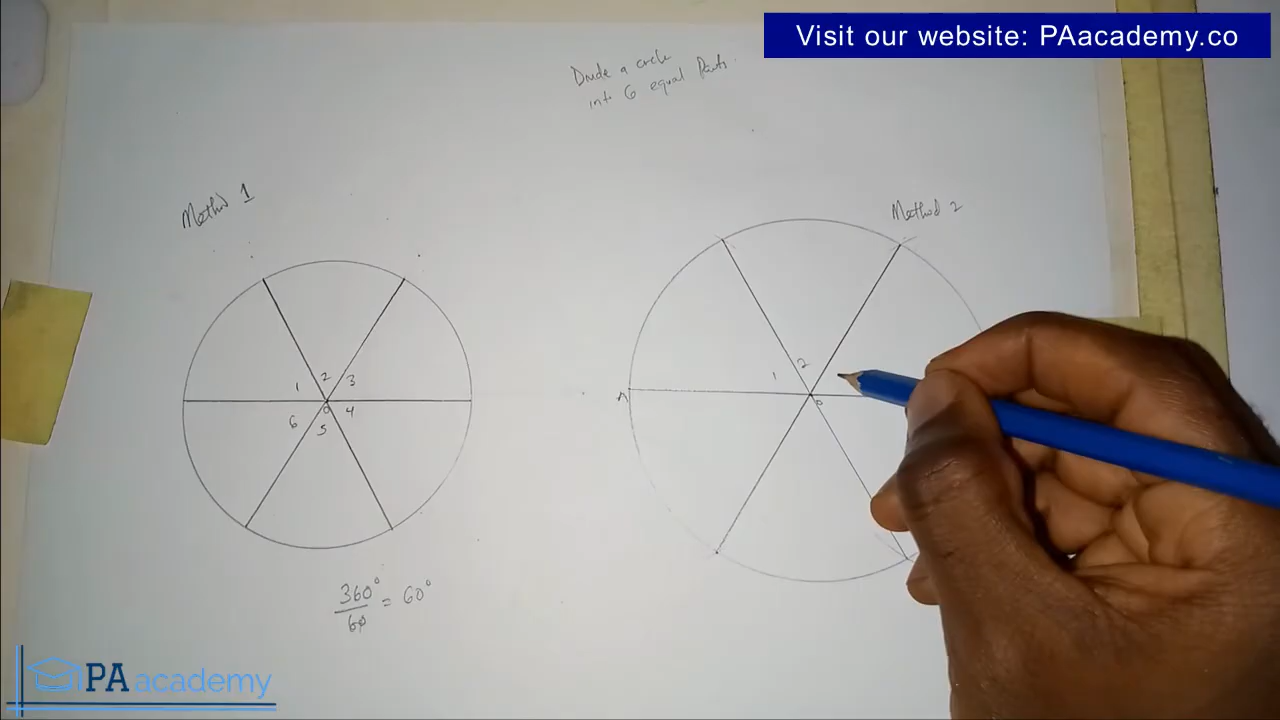 Visit our website: PAacademy.co
Divide a circle
into 6 equal Parts.
Method 1
Method 2
1 2 3
6 5 4
0
1 2
A 0
360° = 60°
60
PA academy